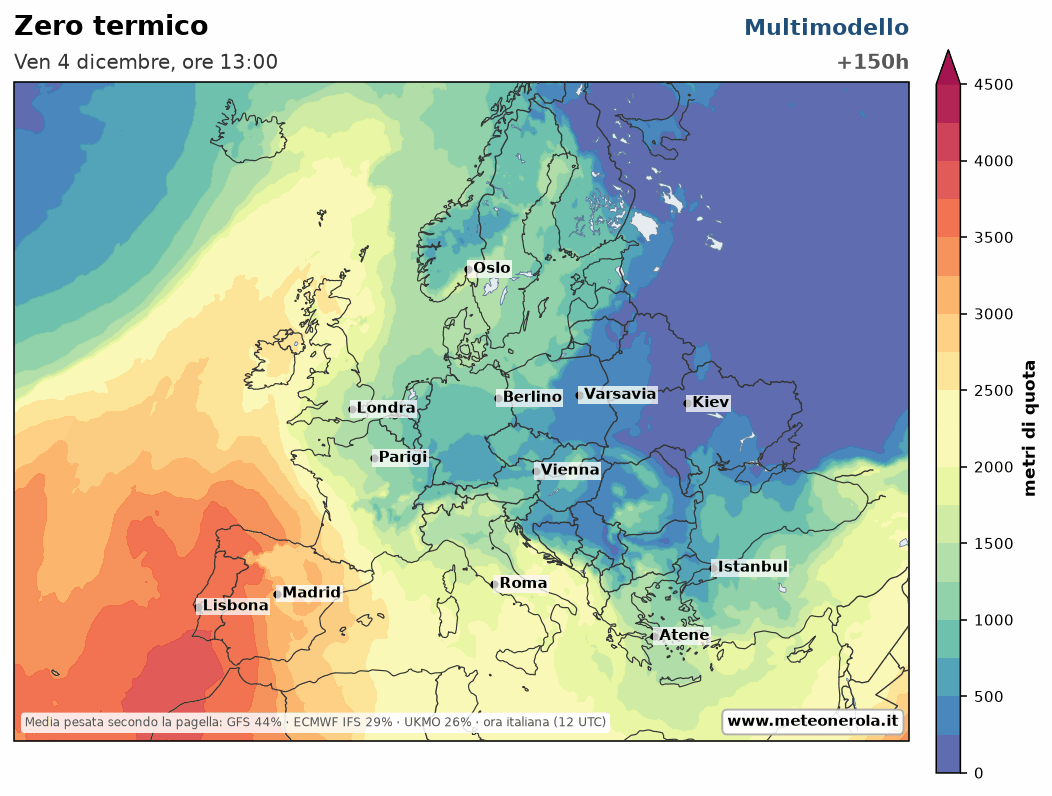 Zero termico
Multimodello
Ven 4 dicembre, ore 13:00
+150h
4500
4000
3500
3000
2500
2000
1500
1000
500
0
metri di quota
Oslo
Berlino
Varsavia
Kiev
Londra
Parigi
Vienna
Istanbul
Roma
Madrid
Lisbona
Atene
Media pesata secondo la pagella: GFS 44% · ECMWF IFS 29% · UKMO 26% · ora italiana (12 UTC)
www.meteonerola.it